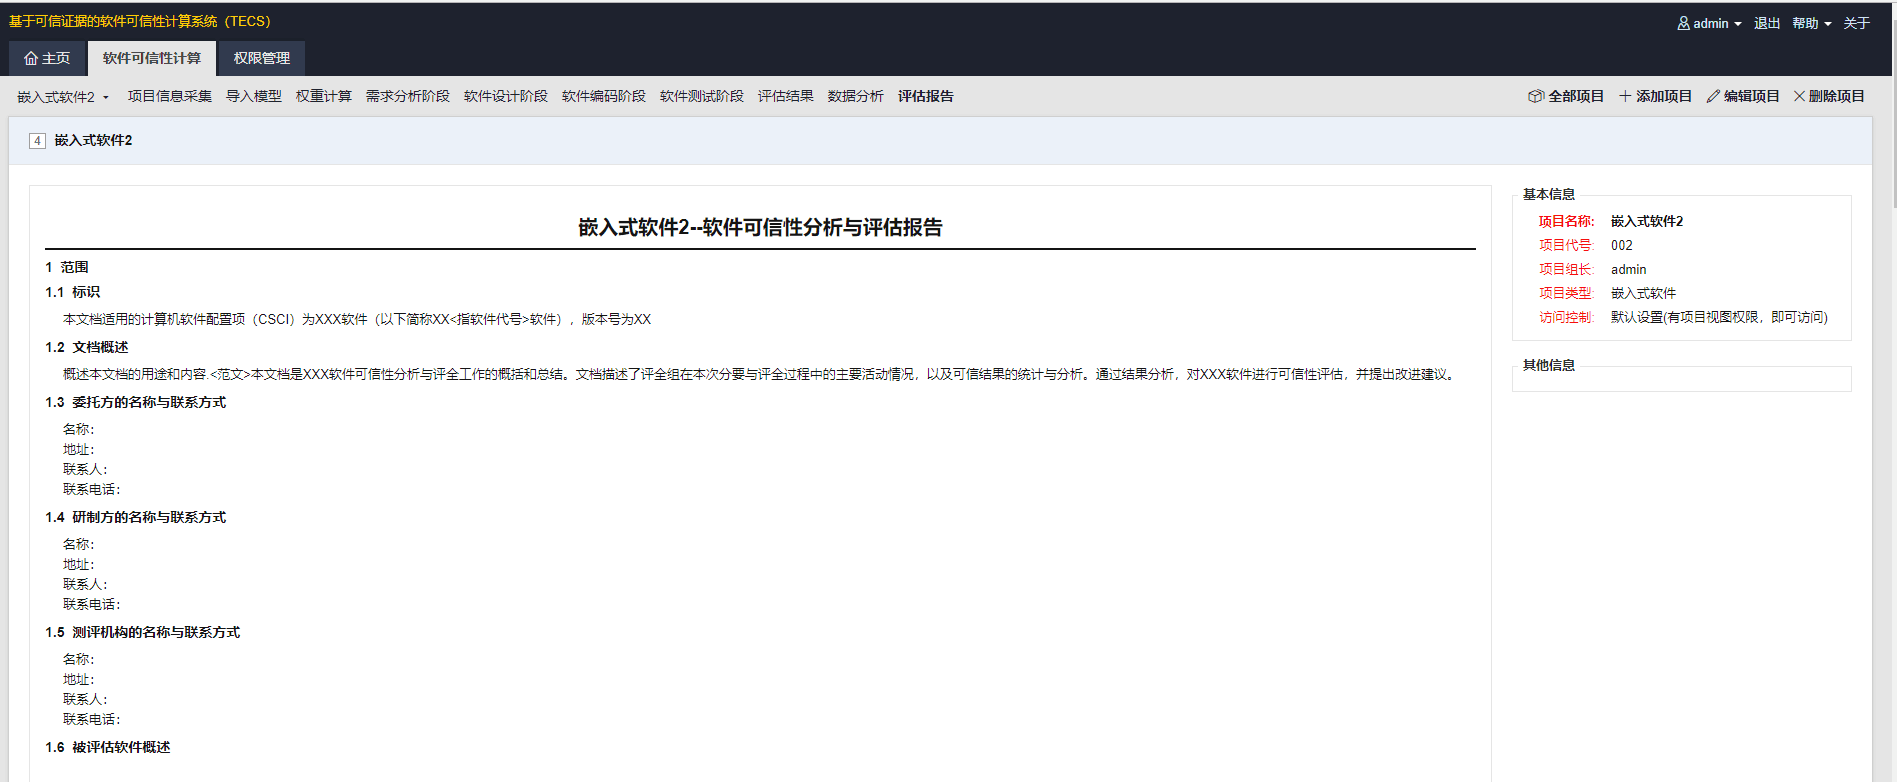 基于可信证据的软件可信性计算系统（TECS）
admin 退出 帮助 关于
主页 软件可信性计算 权限管理
嵌入式软件2 项目信息采集 导入模型 权重计算 需求分析阶段 软件设计阶段 软件编码阶段 软件测试阶段 评估结果 数据分析 评估报告 全部项目 添加项目 编辑项目 删除项目
4 嵌入式软件2
嵌入式软件2--软件可信性分析与评估报告
1 范围
1.1 标识
本文档适用的计算机软件配置项（CSCI）为XXX软件（以下简称XX<指软件代号>软件），版本号为XX
1.2 文档概述
概述本文档的用途和内容.<范文>本文档是XXX软件可信性分析与评全工作的概括和总结。文档描述了评全组在本次分要与评全过程中的主要活动情况，以及可信结果的统计与分析。通过结果分析，对XXX软件进行可信性评估，并提出改进建议。
1.3 委托方的名称与联系方式
名称：
地址：
联系人：
联系电话：
1.4 研制方的名称与联系方式
名称：
地址：
联系人：
联系电话：
1.5 测评机构的名称与联系方式
名称：
地址：
联系人：
联系电话：
1.6 被评估软件概述
基本信息
项目名称: 嵌入式软件2
项目代号: 002
项目组长: admin
项目类型: 嵌入式软件
访问控制: 默认设置(有项目视图权限，即可访问)
其他信息